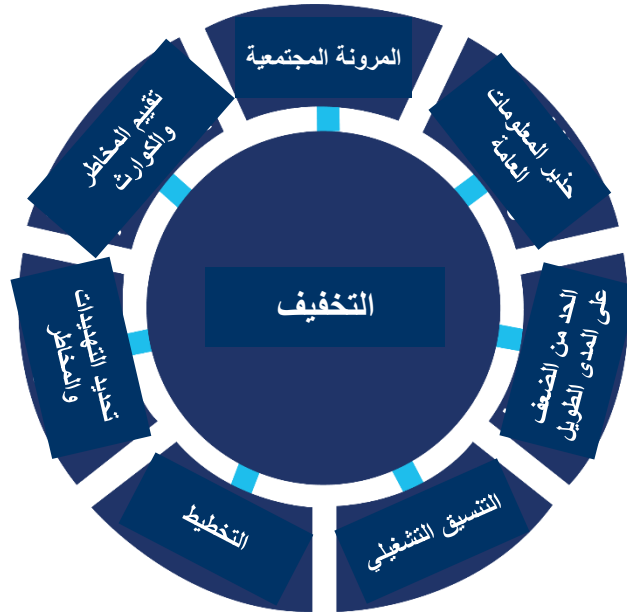 المرونة المجتمعية
حذير المعلومات
العامة
الحد من الضعف
على المدى الطويل
التنسيق التشغيلي
التخطيط
تحديد التهديدات
والمخاطر
تقييم المخاطر
والكوارث
التخفيف